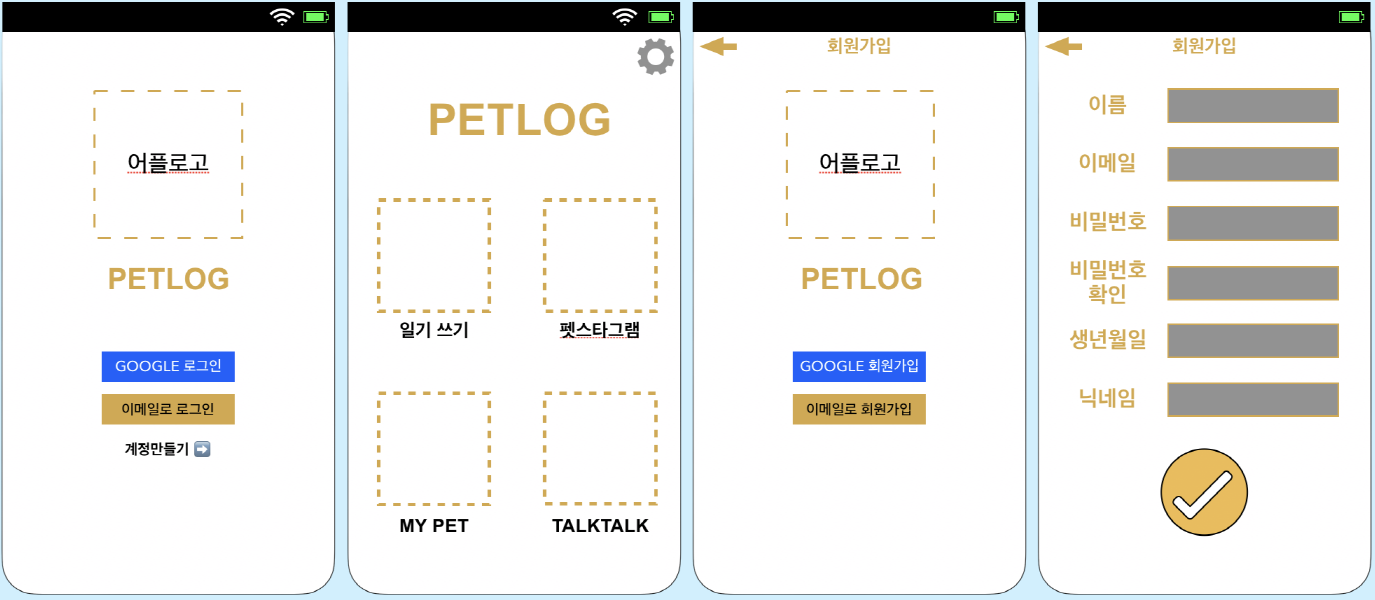 어플로고
PETLOG
GOOGLE 로그인
이메일로 로그인
계정만들기 ➡️
PETLOG
일기 쓰기
펫스타그램
MY PET
TALKTALK
회원가입
어플로고
PETLOG
GOOGLE 회원가입
이메일로 회원가입
회원가입
이름
이메일
비밀번호
비밀번호
확인
생년월일
닉네임